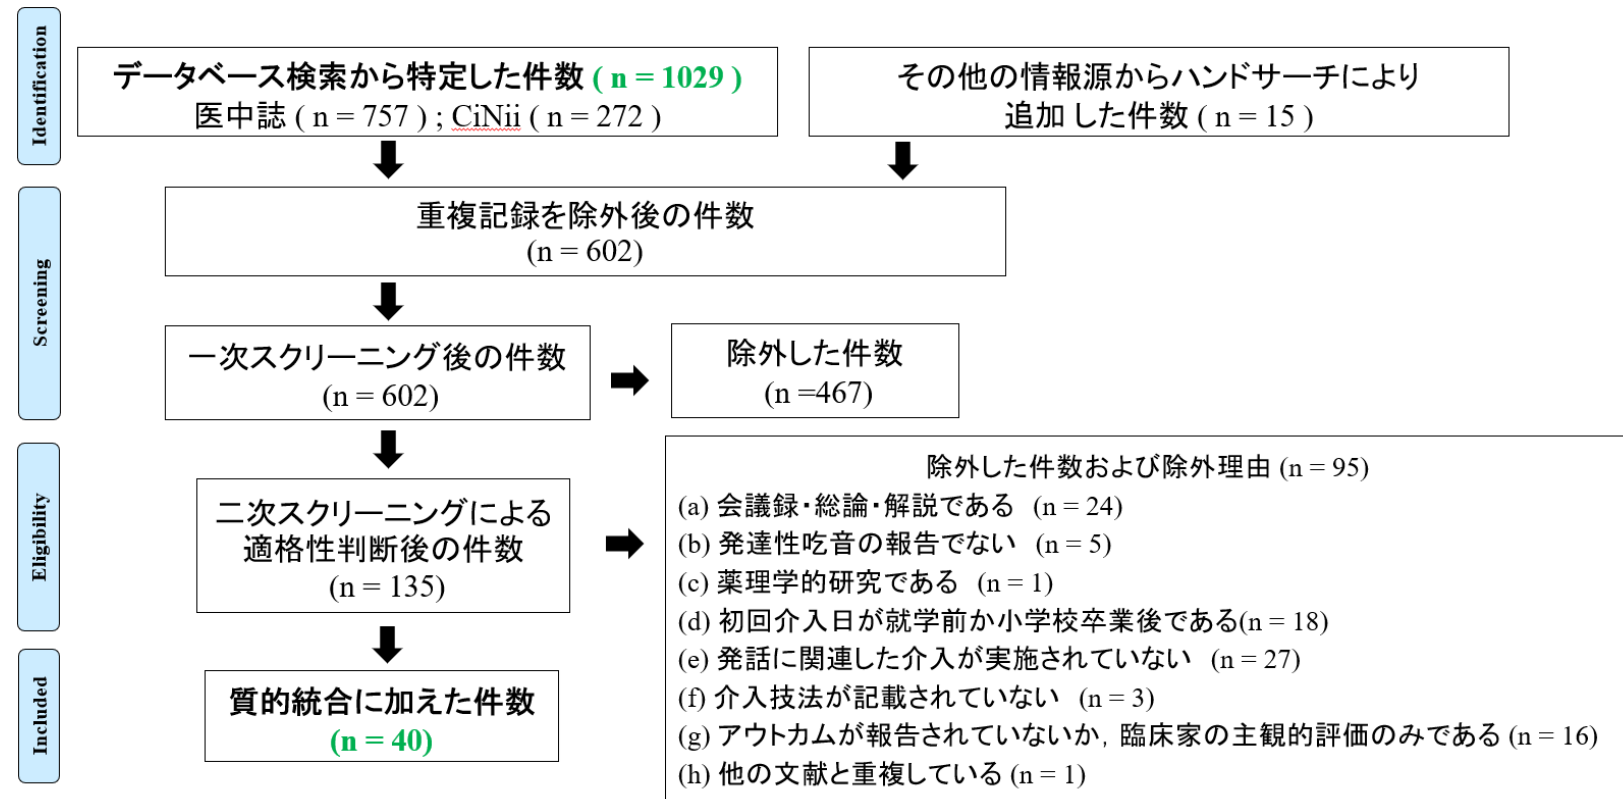 Identification
データベース検索から特定した件数 ( n = 1029 )
医中誌 ( n = 757 ) ; CiNii ( n = 272 )
その他の情報源からハンドサーチにより
追加 した件数 ( n = 15 )
Screening
重複記録を除外後の件数
(n = 602)
一次スクリーニング後の件数
(n = 602)
除外した件数
(n =467)
Eligibility
二次スクリーニングによる
適格性判断後の件数
(n = 135)
除外した件数および除外理由 (n = 95)
(a) 会議録・総論・解説である (n = 24)
(b) 発達性吃音の報告でない (n = 5)
(c) 薬理学的研究である (n = 1)
(d) 初回介入日が就学前か小学校卒業後である(n = 18)
(e) 発話に関連した介入が実施されていない (n = 27)
(f) 介入技法が記載されていない (n = 3)
(g) アウトカムが報告されていないか, 臨床家の主観的評価のみである (n = 16)
(h) 他の文献と重複している (n = 1)
Included
質的統合に加えた件数
(n = 40)